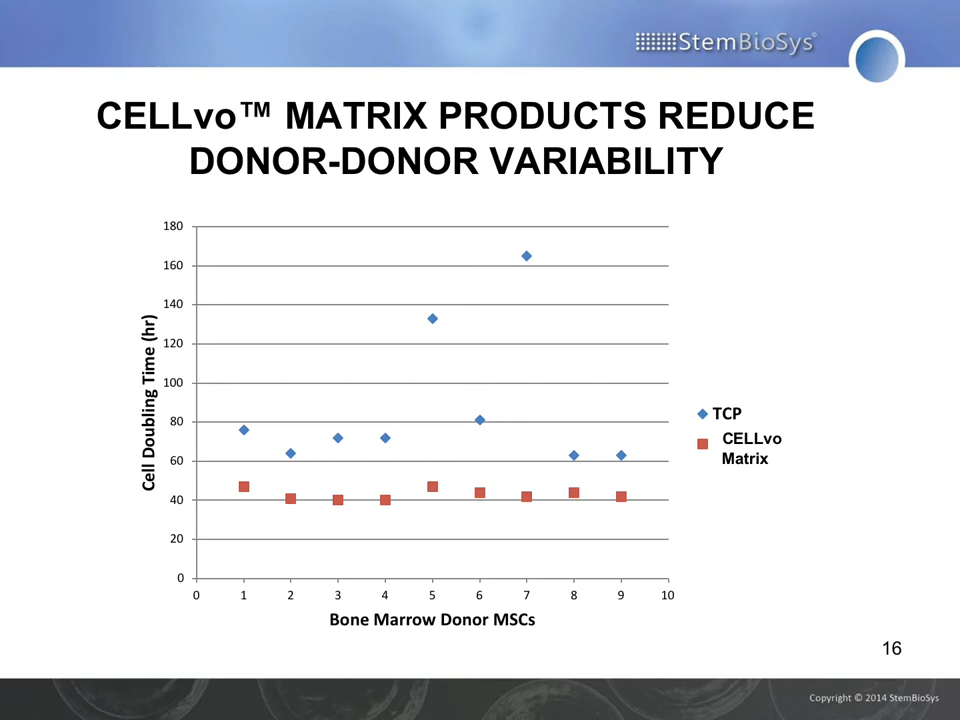 StemBioSys®
CELLvo™ MATRIX PRODUCTS REDUCE
DONOR-DONOR VARIABILITY
180
160
140
120
100
80
60
40
20
0
Cell Doubling Time (hr)
0 1 2 3 4 5 6 7 8 9 10
Bone Marrow Donor MSCs
TCP
CELLvo
Matrix
16
Copyright © 2014 StemBioSys